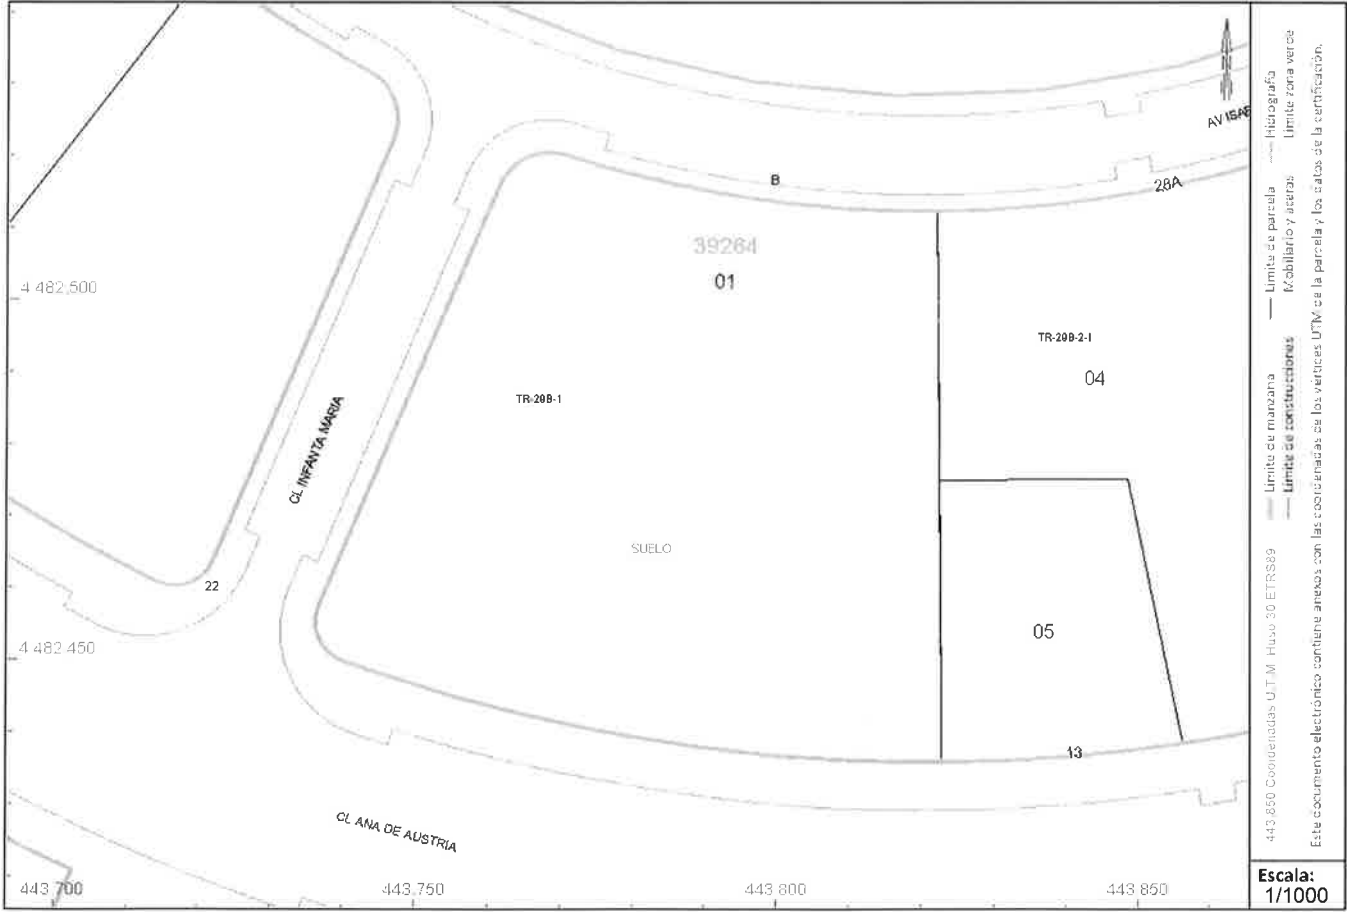 AV ISAB
B
28A
39264
01
4 482,500
TR-29B-2-I
04
TR-29B-1
CL INFANTA MARIA
SUELO
22
05
4 482,450
13
CL ANA DE AUSTRIA
443,700
443,750
443,800
443,850
443,850 Coordenadas U.T.M. Huso 30 ETRS89
Límite de manzana
Límite de parcela
Hidrografía
Límite de construcciones
Mobiliario y aceras
Límite zona verde
Este documento electrónico contiene anexos con las coordenadas de los vértices UTM de la parcela y los datos de la certificación.
Escala:
1/1000